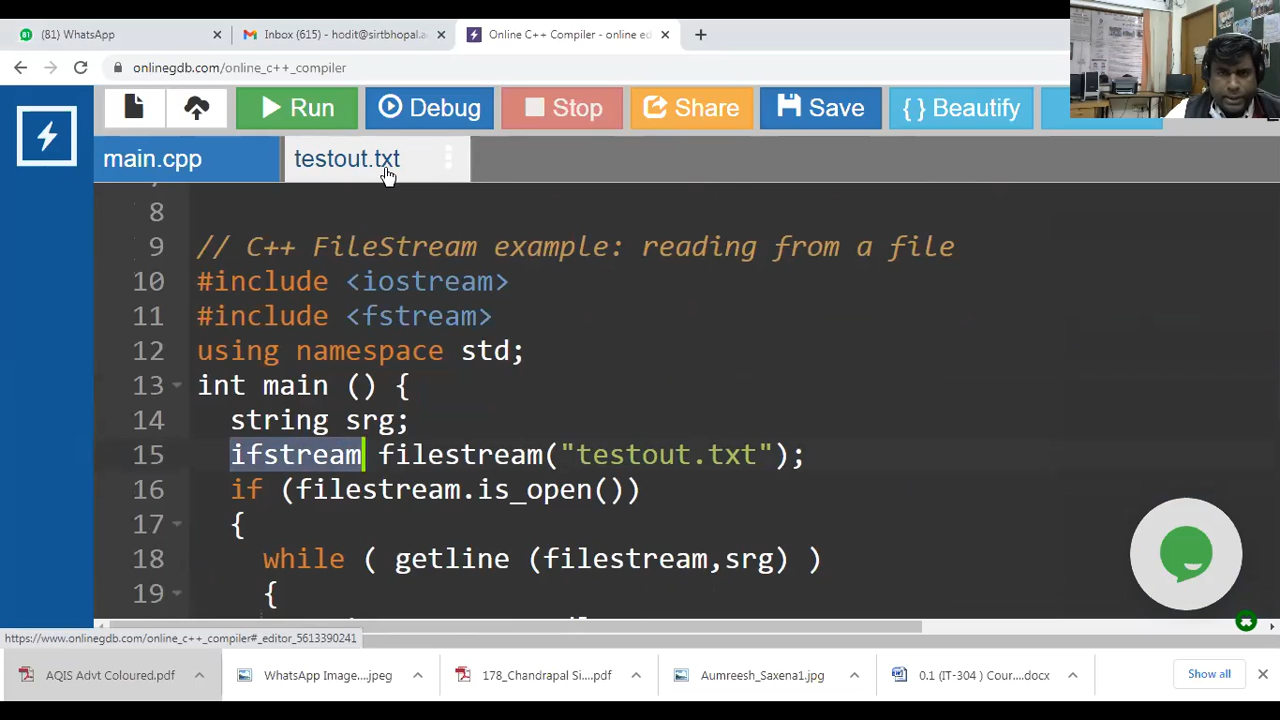 (81) WhatsApp
Inbox (615) - hodit@sirtbhopal.
Online C++ Compiler - online ed
onlinegdb.com/online_c++_compiler
Run
Debug
Stop
Share
Save
{ } Beautify
main.cpp
testout.txt
8
9 // C++ FileStream example: reading from a file
10 #include <iostream>
11 #include <fstream>
12 using namespace std;
13 int main () {
14 string srg;
15 ifstream filestream("testout.txt");
16 if (filestream.is_open())
17 {
18 while ( getline (filestream,srg) )
19 {
https://www.onlinegdb.com/online_c++_compiler#_editor_5613390241
AQIS Advt Coloured.pdf
WhatsApp Image....jpeg
178_Chandrapal Si....pdf
Aumreesh_Saxena1.jpg
0.1 (IT-304 ) Cour....docx
Show all